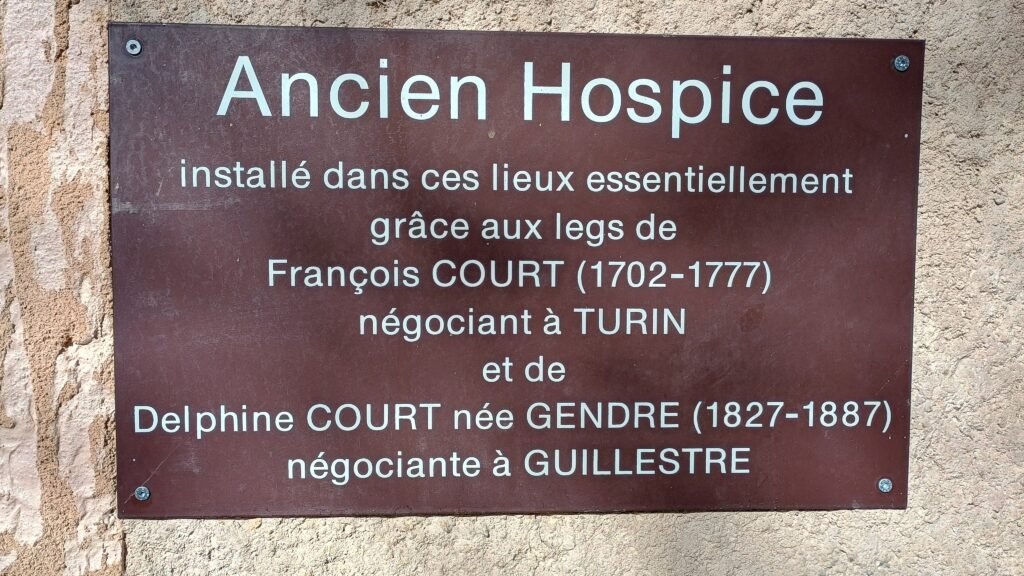 Ancien Hospice
installé dans ces lieux essentiellement
grâce aux legs de
François COURT (1702-1777)
négociant à TURIN
et de
Delphine COURT née GENDRE (1827-1887)
négociante à GUILLESTRE